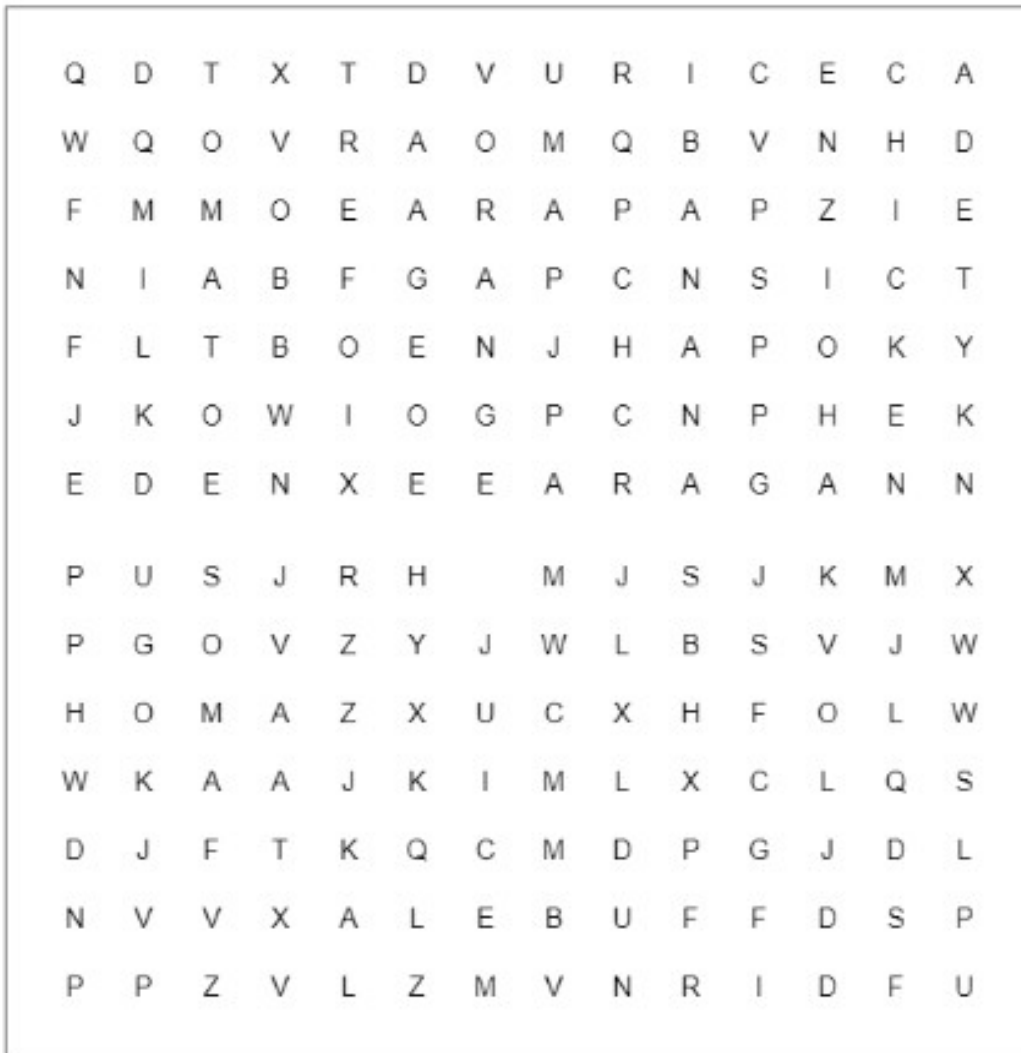 Q D T X T D V U R I C E C A
W Q O V R A O M Q B V N H D
F M M O E A R A P A P Z I E
N I A B F G A P C N S I C T
F L T B O E N J H A P O K Y
J K O W I O G P C N P H E K
E D E N X E E A R A G A N N
P U S J R H M J S J K M X
P G O V Z Y J W L B S V J W
H O M A Z X U C X H F O L W
W K A A J K I M L X C L Q S
D J F T K Q C M D P G J D L
N V V X A L E B U F F D S P
P P Z V L Z M V N R I D F U